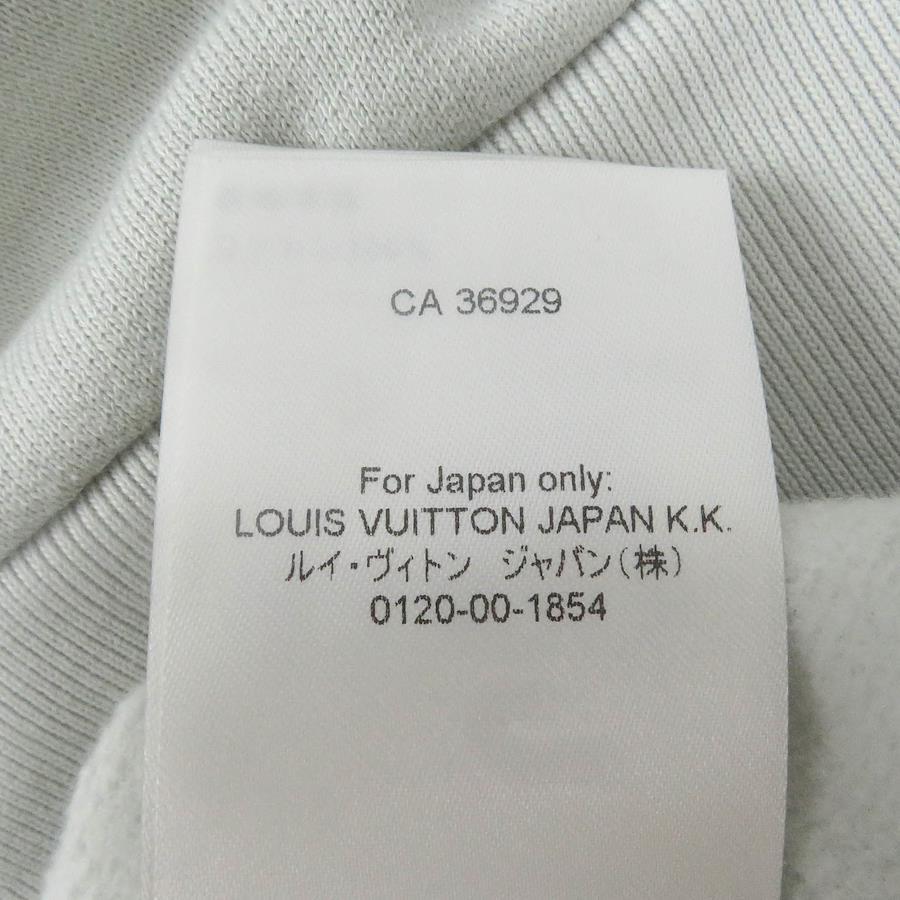 CA 36929
For Japan only:
LOUIS VUITTON JAPAN K.K.
ルイ・ヴィトン ジャパン(株)
0120-00-1854